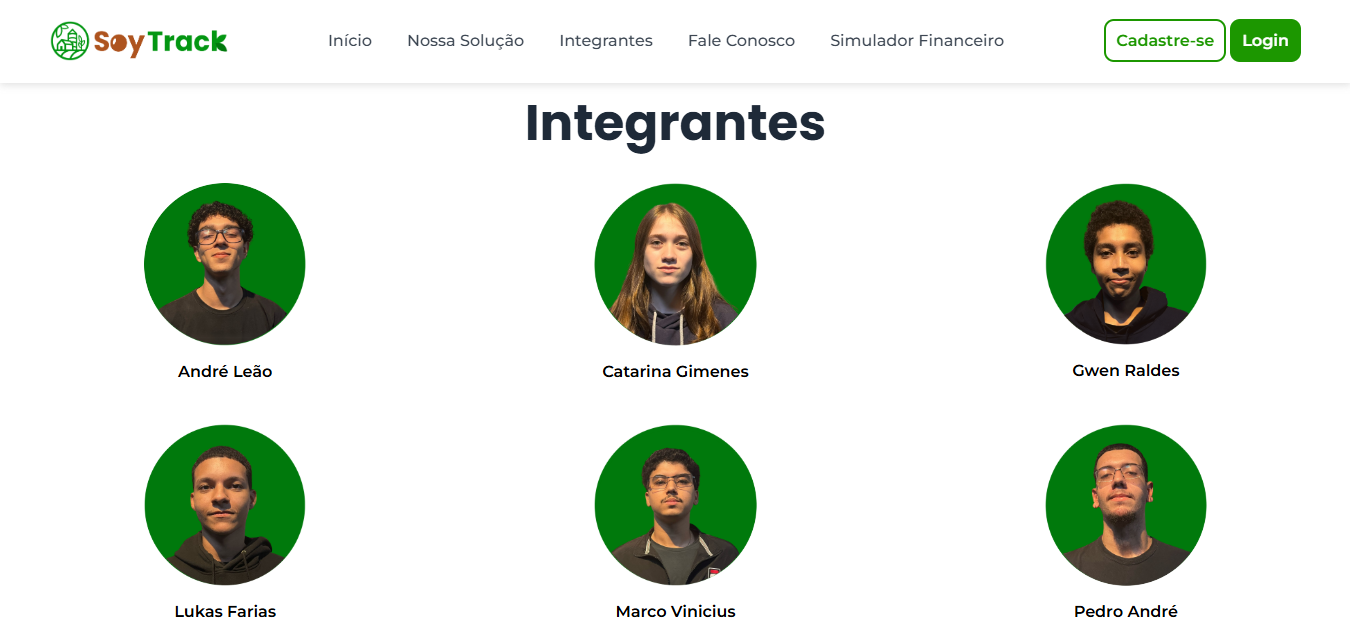 SoyTrack
Início Nossa Solução Integrantes Fale Conosco Simulador Financeiro Cadastre-se Login
Integrantes
André Leão Catarina Gimenes Gwen Raldes
Lukas Farias Marco Vinicius Pedro André